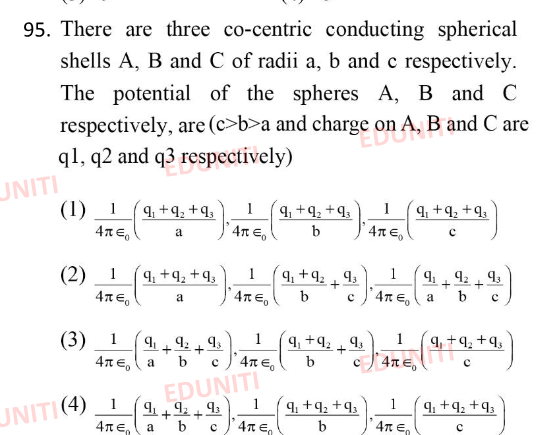 95. There are three co-centric conducting spherical
shells A, B and C of radii a, b and c respectively.
The potential of the spheres A, B and C
respectively, are (c>b>a and charge on A, B and C are
q1, q2 and q3 respectively)
EDUNITI
EDUNITI
UNITI
(1) 1/4π∈₀ (q₁+q₂+q₃/a), 1/4π∈₀ (q₁+q₂+q₃/b), 1/4π∈₀ (q₁+q₂+q₃/c)
(2) 1/4π∈₀ (q₁+q₂+q₃/a), 1/4π∈₀ (q₁+q₂/b + q₃/c), 1/4π∈₀ (q₁/a + q₂/b + q₃/c)
(3) 1/4π∈₀ (q₁/a + q₂/b + q₃/c), 1/4π∈₀ (q₁+q₂/b + q₃/c), 1/4π∈₀ (q₁+q₂+q₃/c)
EDUNITI
EDUNITI
UNITI
(4) 1/4π∈₀ (q₁/a + q₂/b + q₃/c), 1/4π∈₀ (q₁+q₂+q₃/b), 1/4π∈₀ (q₁+q₂+q₃/c)